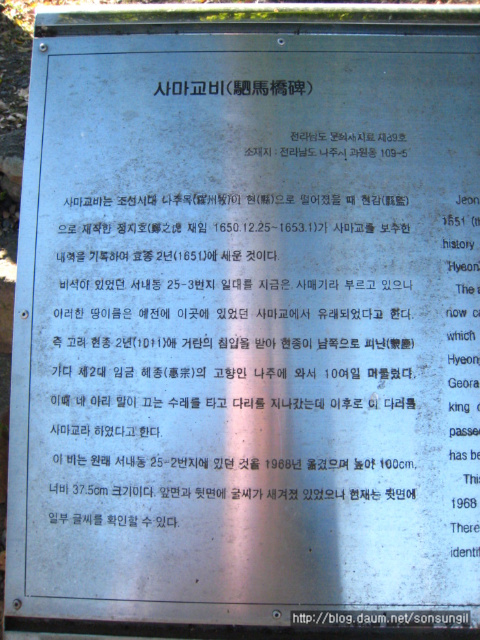 사마교비(駟馬橋碑)
전라남도 문화재자료 제89호
소재지 : 전라남도 나주시 과원동 109-5
사마교비는 조선시대 나주목(羅州牧)이 현(縣)으로 떨어졌을 때 현감(縣監)
으로 재직한 정지호(鄭之虎 재임 1650.12.25~1653.1)가 사마교를 보수한
내력을 기록하여 효종 2년(1651)에 세운 것이다.
비석이 있었던 서내동 25-3번지 일대를 지금은 사매기라 부르고 있으나
이러한 땅이름은 예전에 이곳에 있었던 사마교에서 유래되었다고 한다.
즉 고려 현종 2년(1011)에 거란의 침입을 받아 현종이 남쪽으로 피난(蒙塵)
가다 제2대 임금 혜종(惠宗)의 고향인 나주에 와서 10여일 머물렀다.
이때 네 마리 말이 끄는 수레를 타고 다리를 지나갔는데 이후로 이 다리를
사마교라 하였다고 한다.
이 비는 원래 서내동 25-2번지에 있던 것을 1968년 옮겼으며 높이 100cm,
너비 37.5cm 크기이다. 앞면과 뒷면에 글씨가 새겨져 있었으나 현재는 뒷면에
일부 글씨를 확인할 수 있다.
Jeon
1651 (t
history
Hyeon
The a
now ca
which
Hyeong
Geora
king o
passed
has be
This
1968
There
identif
http://blog.daum.net/sonsungil